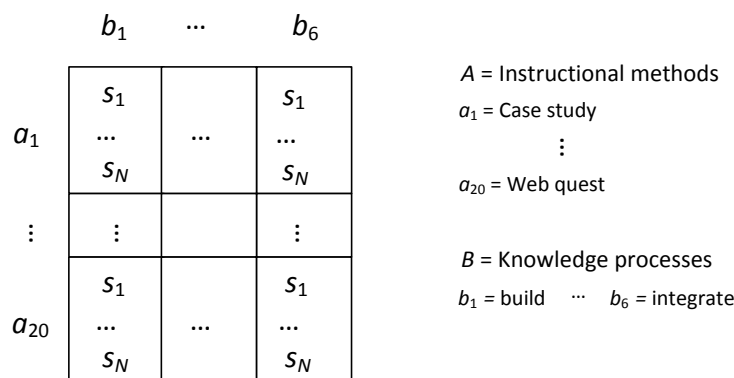 b1 ... b6
s1 s1
a1 ... ... ... A = Instructional methods
sN sN a1 = Case study
⋮
a20 = Web quest
⋮ ⋮ ⋮
s1 s1 B = Knowledge processes
a20 ... ... ... b1 = build ... b6 = integrate
sN sN